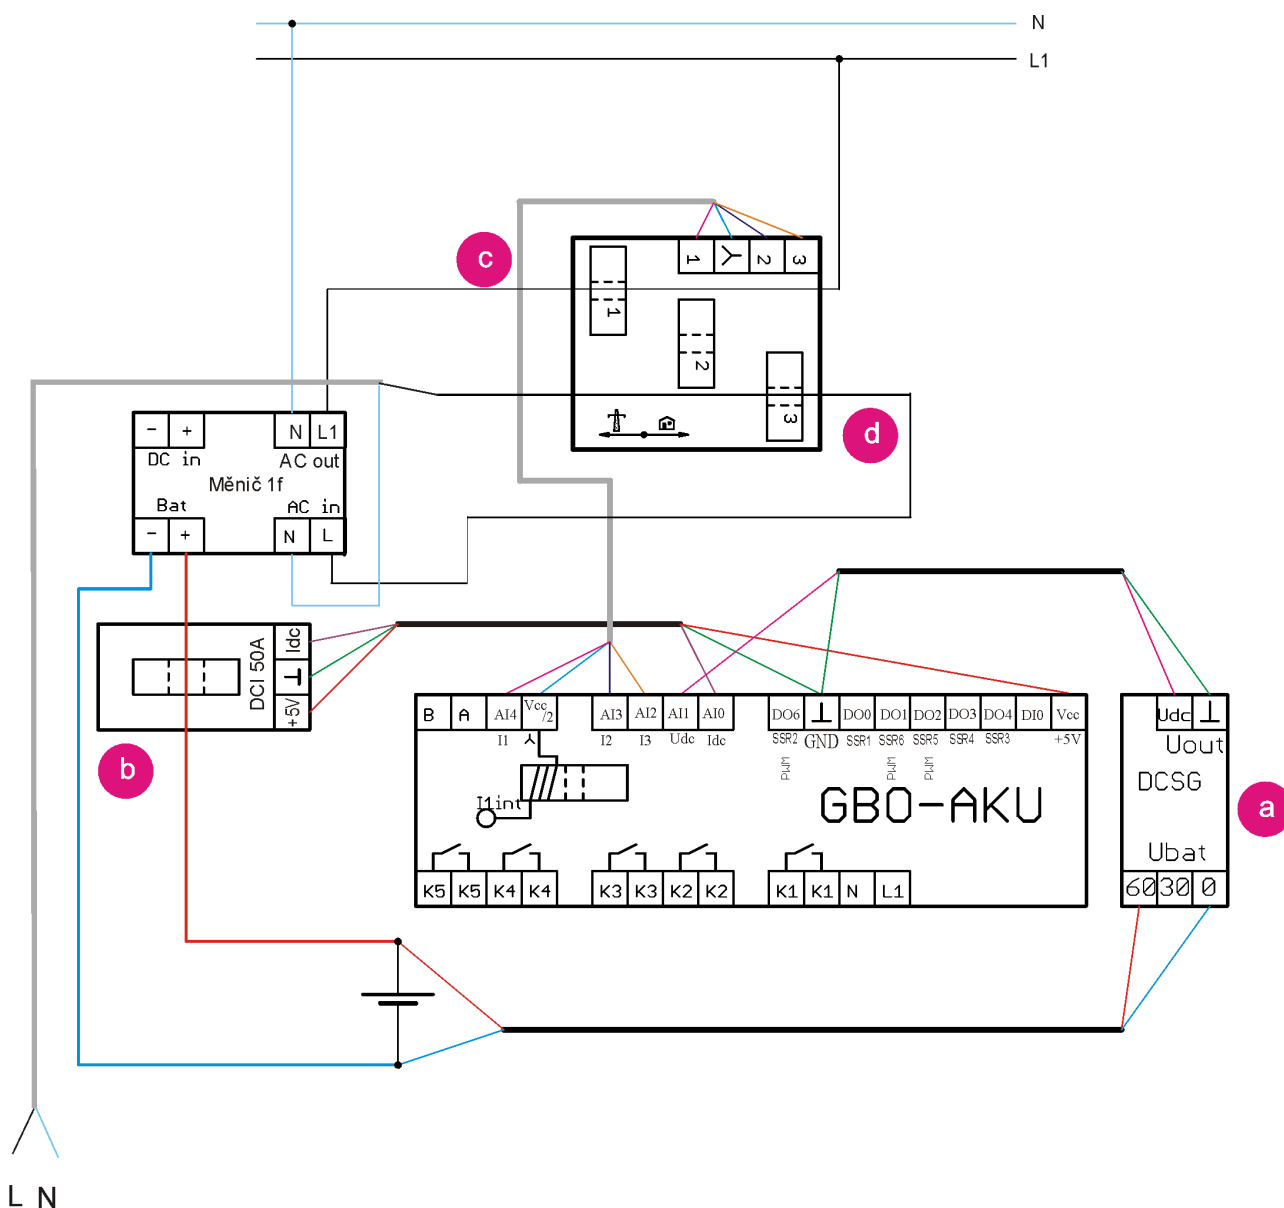 N
L1
c
1 2 3
1
2
3
d
- + N L1
DC in AC out
Měnič 1f
Bat AC in
- + N L
DCI 50A
Idc
⊥
+5V
b
B A AI4 Vcc/2 AI3 AI2 AI1 AI0 DO6 ⊥ DO0 DO1 DO2 DO3 DO4 DI0 Vcc
I1 I2 I3 Udc Idc SSR2 GND SSR1 SSR6 SSR5 SSR4 SSR3 +5V
PWM PWM PWM
I1int
GBO-AKU
K5 K5 K4 K4 K3 K3 K2 K2 K1 K1 N L1
Udc ⊥
Uout
DCSG
a
Ubat
60 30 0
L N